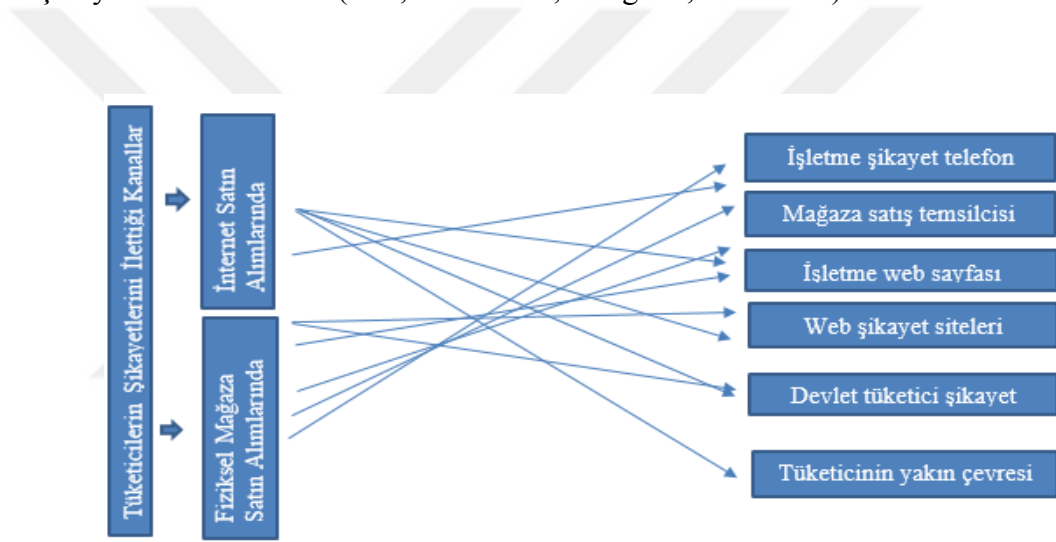 Tüketicilerin Şikayetlerini İlettiği Kanallar
İnternet Satın
Alımlarında
Fiziksel Mağaza
Satın Alımlarında
İşletme şikayet telefon
Mağaza satış temsilcisi
İşletme web sayfası
Web şikayet siteleri
Devlet tüketici şikayet
Tüketicinin yakın çevresi